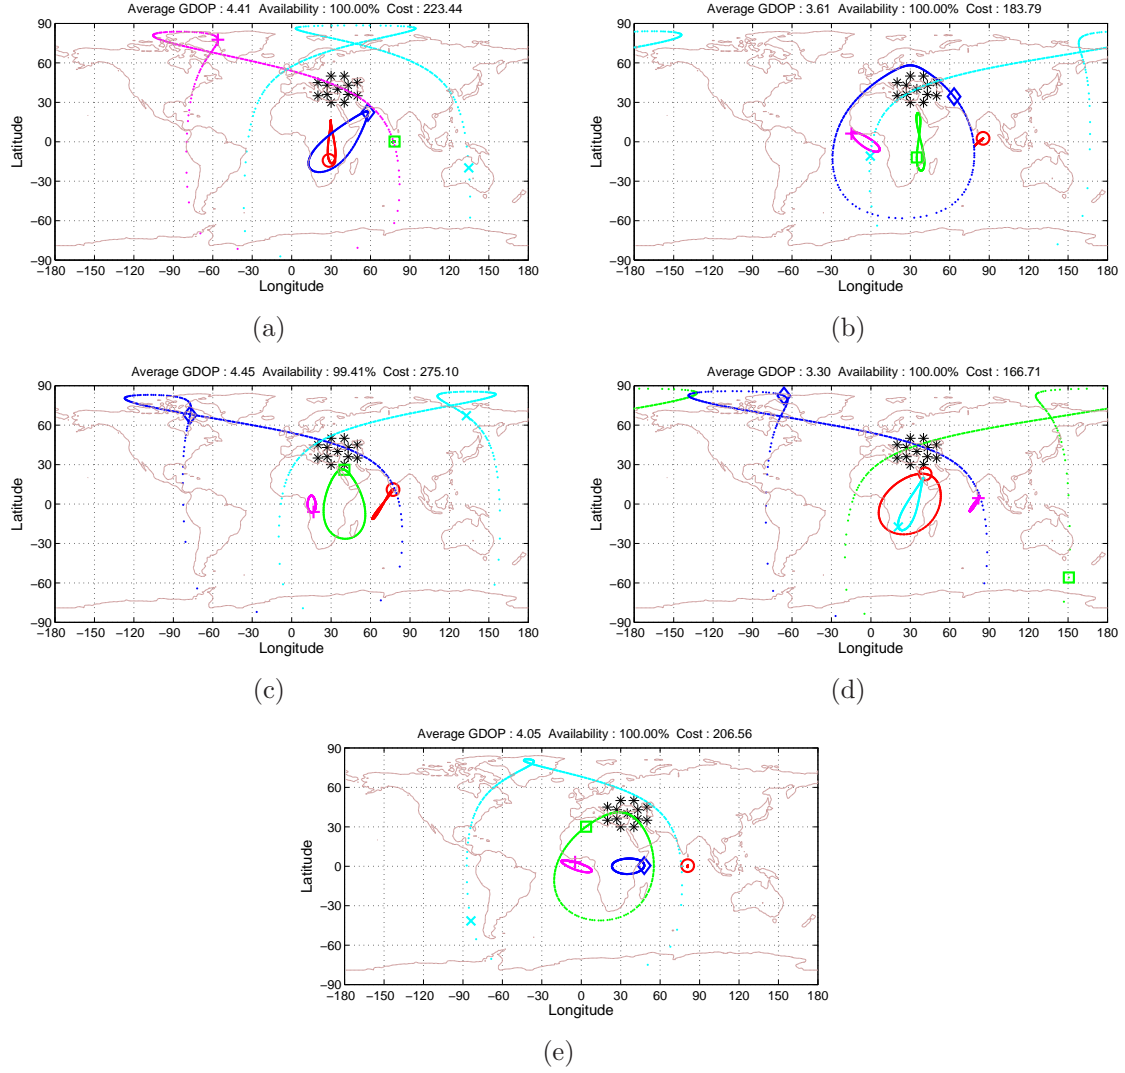 Average GDOP : 4.41 Availability : 100.00% Cost : 223.44
90
60
30
0
−30
−60
−90
Latitude
−180 −150 −120 −90 −60 −30 0 30 60 90 120 150 180
Longitude
(a)
Average GDOP : 3.61 Availability : 100.00% Cost : 183.79
90
60
30
0
−30
−60
−90
Latitude
−180 −150 −120 −90 −60 −30 0 30 60 90 120 150 180
Longitude
(b)
Average GDOP : 4.45 Availability : 99.41% Cost : 275.10
90
60
30
0
−30
−60
−90
Latitude
−180 −150 −120 −90 −60 −30 0 30 60 90 120 150 180
Longitude
(c)
Average GDOP : 3.30 Availability : 100.00% Cost : 166.71
90
60
30
0
−30
−60
−90
Latitude
−180 −150 −120 −90 −60 −30 0 30 60 90 120 150 180
Longitude
(d)
Average GDOP : 4.05 Availability : 100.00% Cost : 206.56
90
60
30
0
−30
−60
−90
Latitude
−180 −150 −120 −90 −60 −30 0 30 60 90 120 150 180
Longitude
(e)